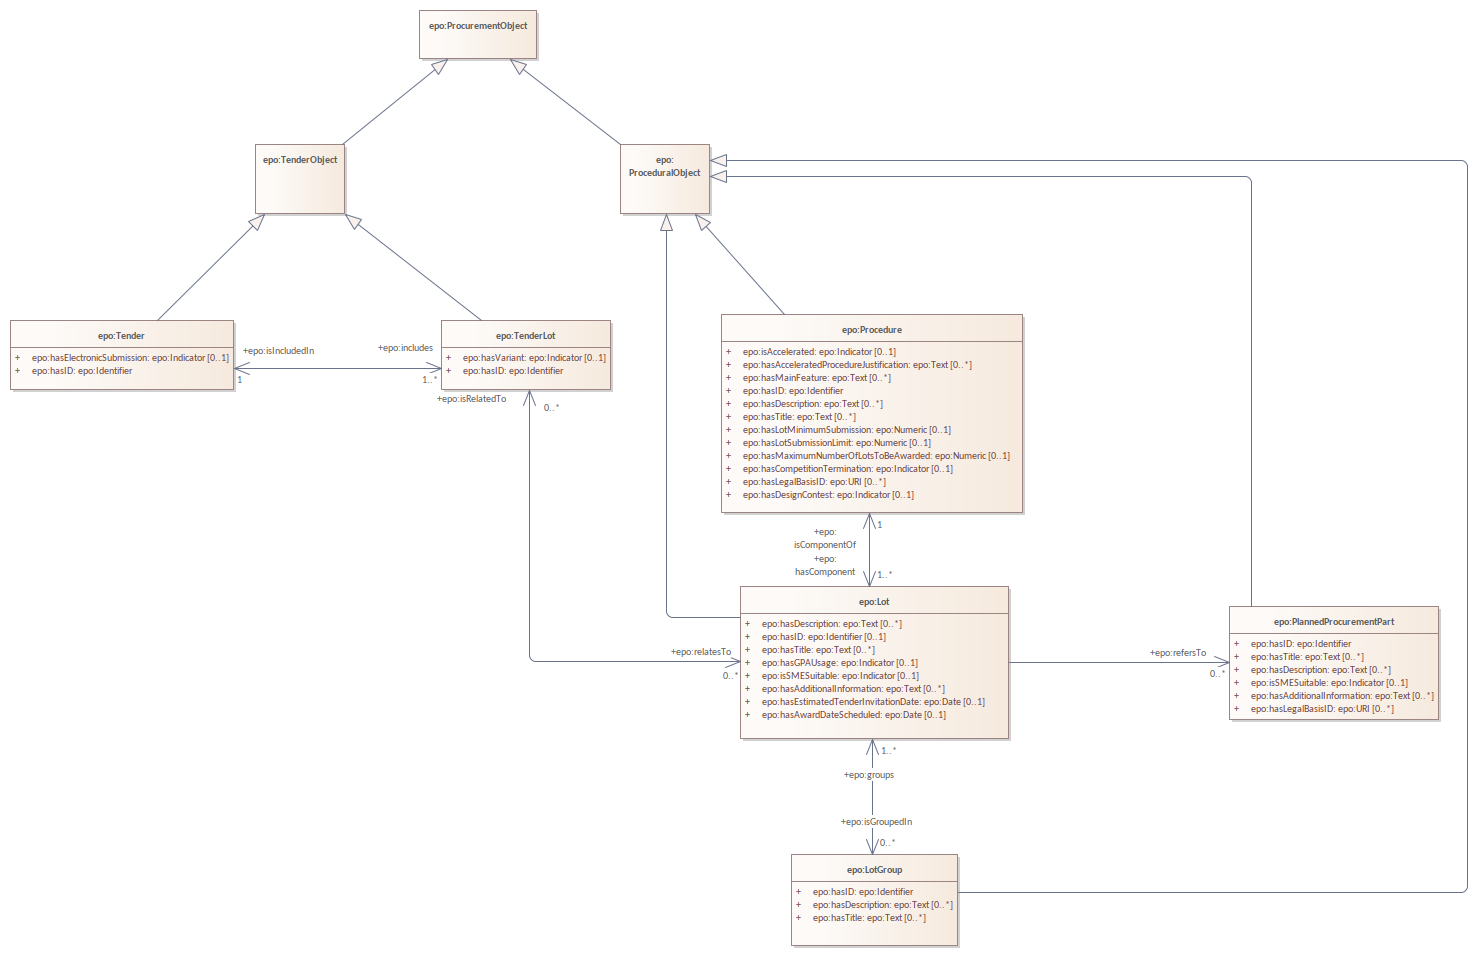 epo:ProcurementObject
epo:TenderObject
epo:
ProceduralObject
epo:Tender
+ epo:hasElectronicSubmission: epo:Indicator [0..1]
+ epo:hasID: epo:Identifier
+epo:isIncludedIn
1
+epo:includes
1..*
epo:TenderLot
+ epo:hasVariant: epo:Indicator [0..1]
+ epo:hasID: epo:Identifier
+epo:isRelatedTo
0..*
epo:Procedure
+ epo:isAccelerated: epo:Indicator [0..1]
+ epo:hasAcceleratedProcedureJustification: epo:Text [0..*]
+ epo:hasMainFeature: epo:Text [0..*]
+ epo:hasID: epo:Identifier
+ epo:hasDescription: epo:Text [0..*]
+ epo:hasTitle: epo:Text [0..*]
+ epo:hasLotMinimumSubmission: epo:Numeric [0..1]
+ epo:hasLotSubmissionLimit: epo:Numeric [0..1]
+ epo:hasMaximumNumberOfLotsToBeAwarded: epo:Numeric [0..1]
+ epo:hasCompetitionTermination: epo:Indicator [0..1]
+ epo:hasLegalBasisID: epo:URI [0..*]
+ epo:hasDesignContest: epo:Indicator [0..1]
1
+epo:
isComponentOf
+epo:
hasComponent
1..*
epo:Lot
+ epo:hasDescription: epo:Text [0..*]
+ epo:hasID: epo:Identifier [0..1]
+ epo:hasTitle: epo:Text [0..*]
+ epo:hasGPAUsage: epo:Indicator [0..1]
+ epo:isSMESuitable: epo:Indicator [0..1]
+ epo:hasAdditionalInformation: epo:Text [0..*]
+ epo:hasEstimatedTenderInvitationDate: epo:Date [0..1]
+ epo:hasAwardDateScheduled: epo:Date [0..1]
+epo:relatesTo
0..*
+epo:refersTo
0..*
epo:PlannedProcurementPart
+ epo:hasID: epo:Identifier
+ epo:hasTitle: epo:Text [0..*]
+ epo:hasDescription: epo:Text [0..*]
+ epo:isSMESuitable: epo:Indicator [0..1]
+ epo:hasAdditionalInformation: epo:Text [0..*]
+ epo:hasLegalBasisID: epo:URI [0..*]
1..*
+epo:groups
+epo:isGroupedIn
0..*
epo:LotGroup
+ epo:hasID: epo:Identifier
+ epo:hasDescription: epo:Text [0..*]
+ epo:hasTitle: epo:Text [0..*]